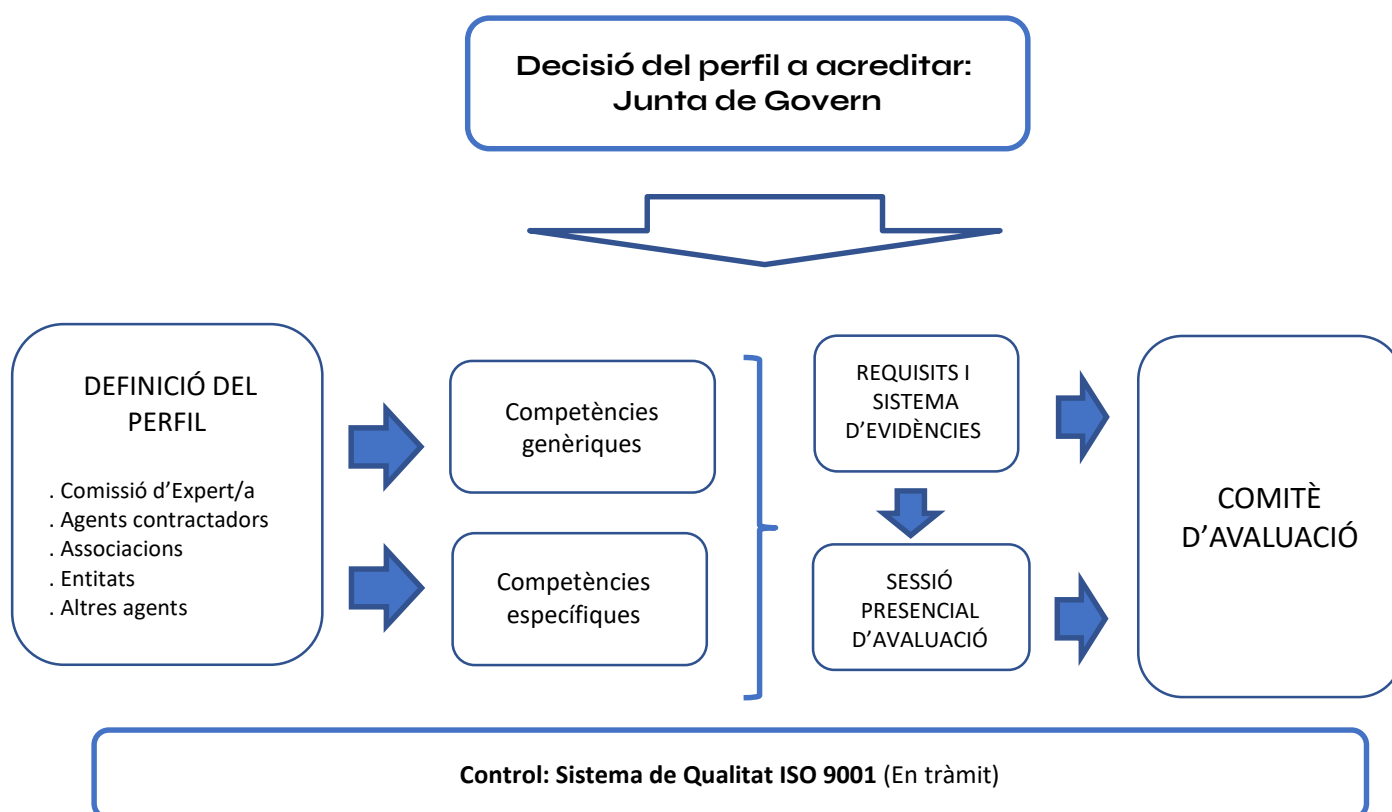 Decisió del perfil a acreditar:
Junta de Govern
DEFINICIÓ DEL
PERFIL
. Comissió d’Expert/a
. Agents contractadors
. Associacions
. Entitats
. Altres agents
Competències
genèriques
Competències
específiques
REQUISITS I
SISTEMA
D’EVIDÈNCIES
SESSIÓ
PRESENCIAL
D’AVALUACIÓ
COMITÈ
D’AVALUACIÓ
Control: Sistema de Qualitat ISO 9001 (En tràmit)